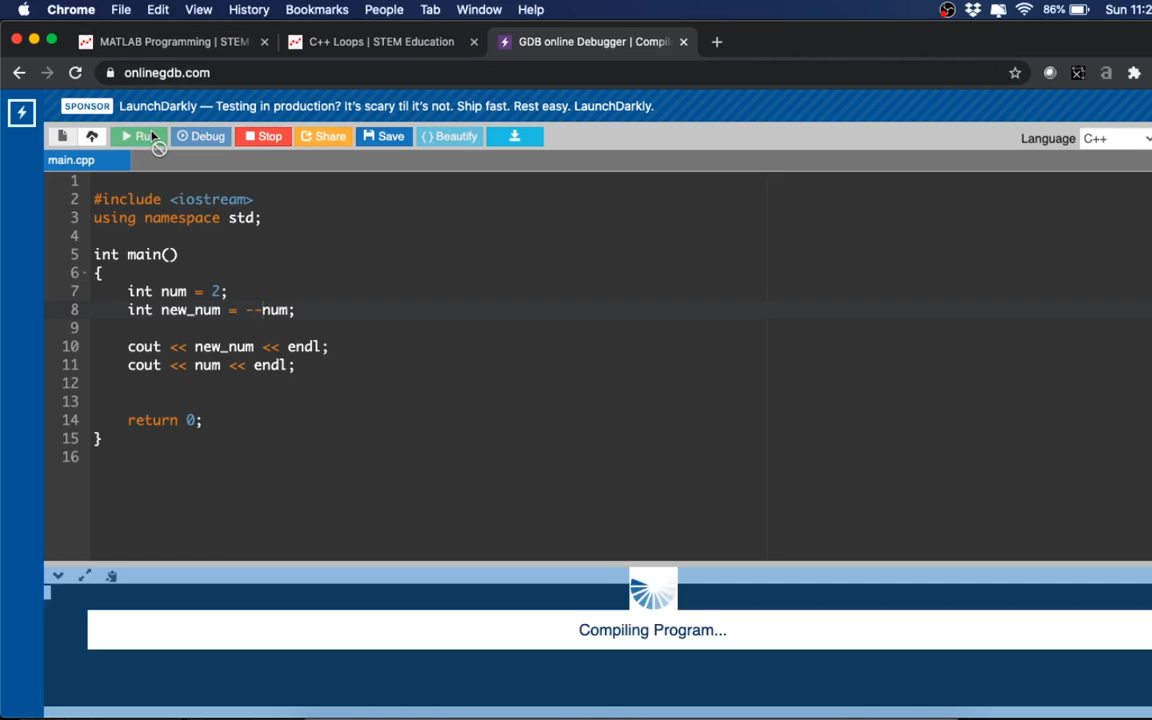 Chrome File Edit View History Bookmarks People Tab Window Help 86% Sun 11:2
MATLAB Programming | STEM C++ Loops | STEM Education GDB online Debugger | Compil
onlinegdb.com
SPONSOR LaunchDarkly — Testing in production? It's scary til it's not. Ship fast. Rest easy. LaunchDarkly.
Run Debug Stop Share Save {} Beautify Language C++
main.cpp
1
2 #include <iostream>
3 using namespace std;
4
5 int main()
6 {
7 int num = 2;
8 int new_num = --num;
9
10 cout << new_num << endl;
11 cout << num << endl;
12
13
14 return 0;
15 }
16
Compiling Program...